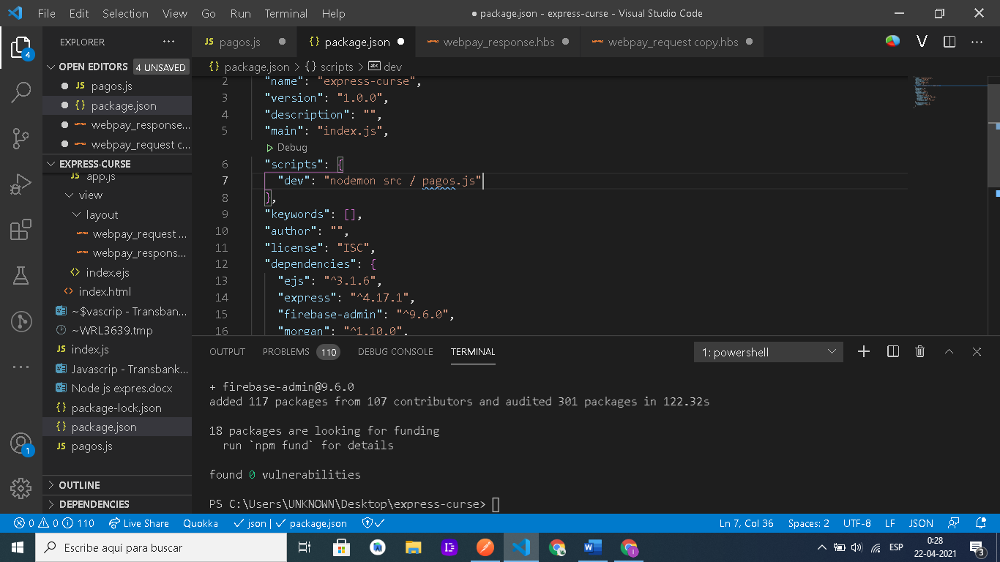 File Edit Selection View Go Run Terminal Help ● package.json - express-curse - Visual Studio Code
EXPLORER
pagos.js
package.json
webpay_response.hbs
webpay_request copy.hbs
OPEN EDITORS 4 UNSAVED
pagos.js
package.json
webpay_response...
webpay_request c...
EXPRESS-CURSE
app.js
view
layout
webpay_request ...
webpay_respons...
index.ejs
index.html
~$vascrip - Transban...
~WRL3639.tmp
index.js
Javascrip - Transbank...
Node js expres.docx
package-lock.json
package.json
pagos.js
OUTLINE
DEPENDENCIES
package.json > {} scripts > abc dev
2 "name": "express-curse",
3 "version": "1.0.0",
4 "description": "",
5 "main": "index.js",
Debug
6 "scripts": {
7 "dev": "nodemon src / pagos.js"
8 },
9 "keywords": [],
10 "author": "",
11 "license": "ISC",
12 "dependencies": {
13 "ejs": "^3.1.6",
14 "express": "^4.17.1",
15 "firebase-admin": "^9.6.0",
16 "morgan": "^1.10.0",
OUTPUT PROBLEMS 110 DEBUG CONSOLE TERMINAL 1: powershell
+ firebase-admin@9.6.0
added 117 packages from 107 contributors and audited 301 packages in 122.32s
18 packages are looking for funding
run `npm fund` for details
found 0 vulnerabilities
PS C:\Users\UNKNOWN\Desktop\express-curse>
0 0 110 Live Share Quokka ✓ json | ✓ package.json Ln 7, Col 36 Spaces: 2 UTF-8 LF JSON
Escribe aquí para buscar
ESP
0:28
22-04-2021
3
4
1